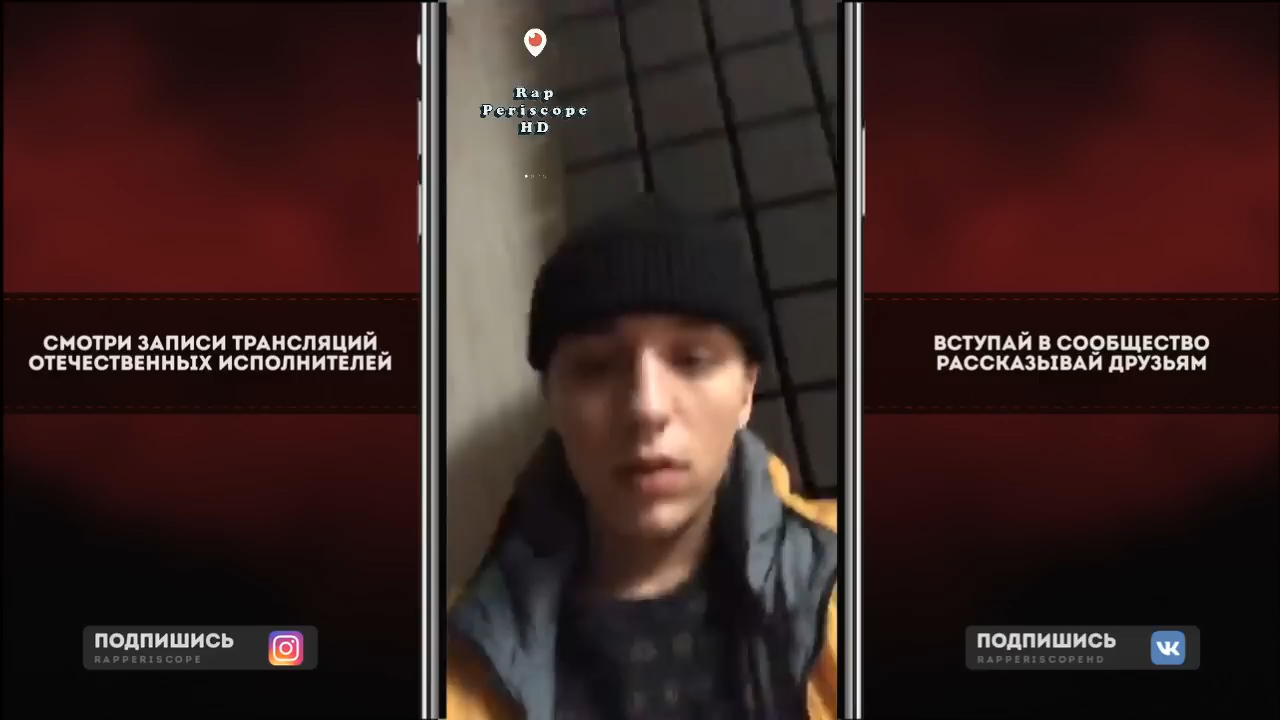 Rap
Periscope
HD
СМОТРИ ЗАПИСИ ТРАНСЛЯЦИЙ
ОТЕЧЕСТВЕННЫХ ИСПОЛНИТЕЛЕЙ
ВСТУПАЙ В СООБЩЕСТВО
РАССКАЗЫВАЙ ДРУЗЬЯМ
ПОДПИШИСЬ
RAPPERISCOPE
ПОДПИШИСЬ
RAPPERISCOPEHD